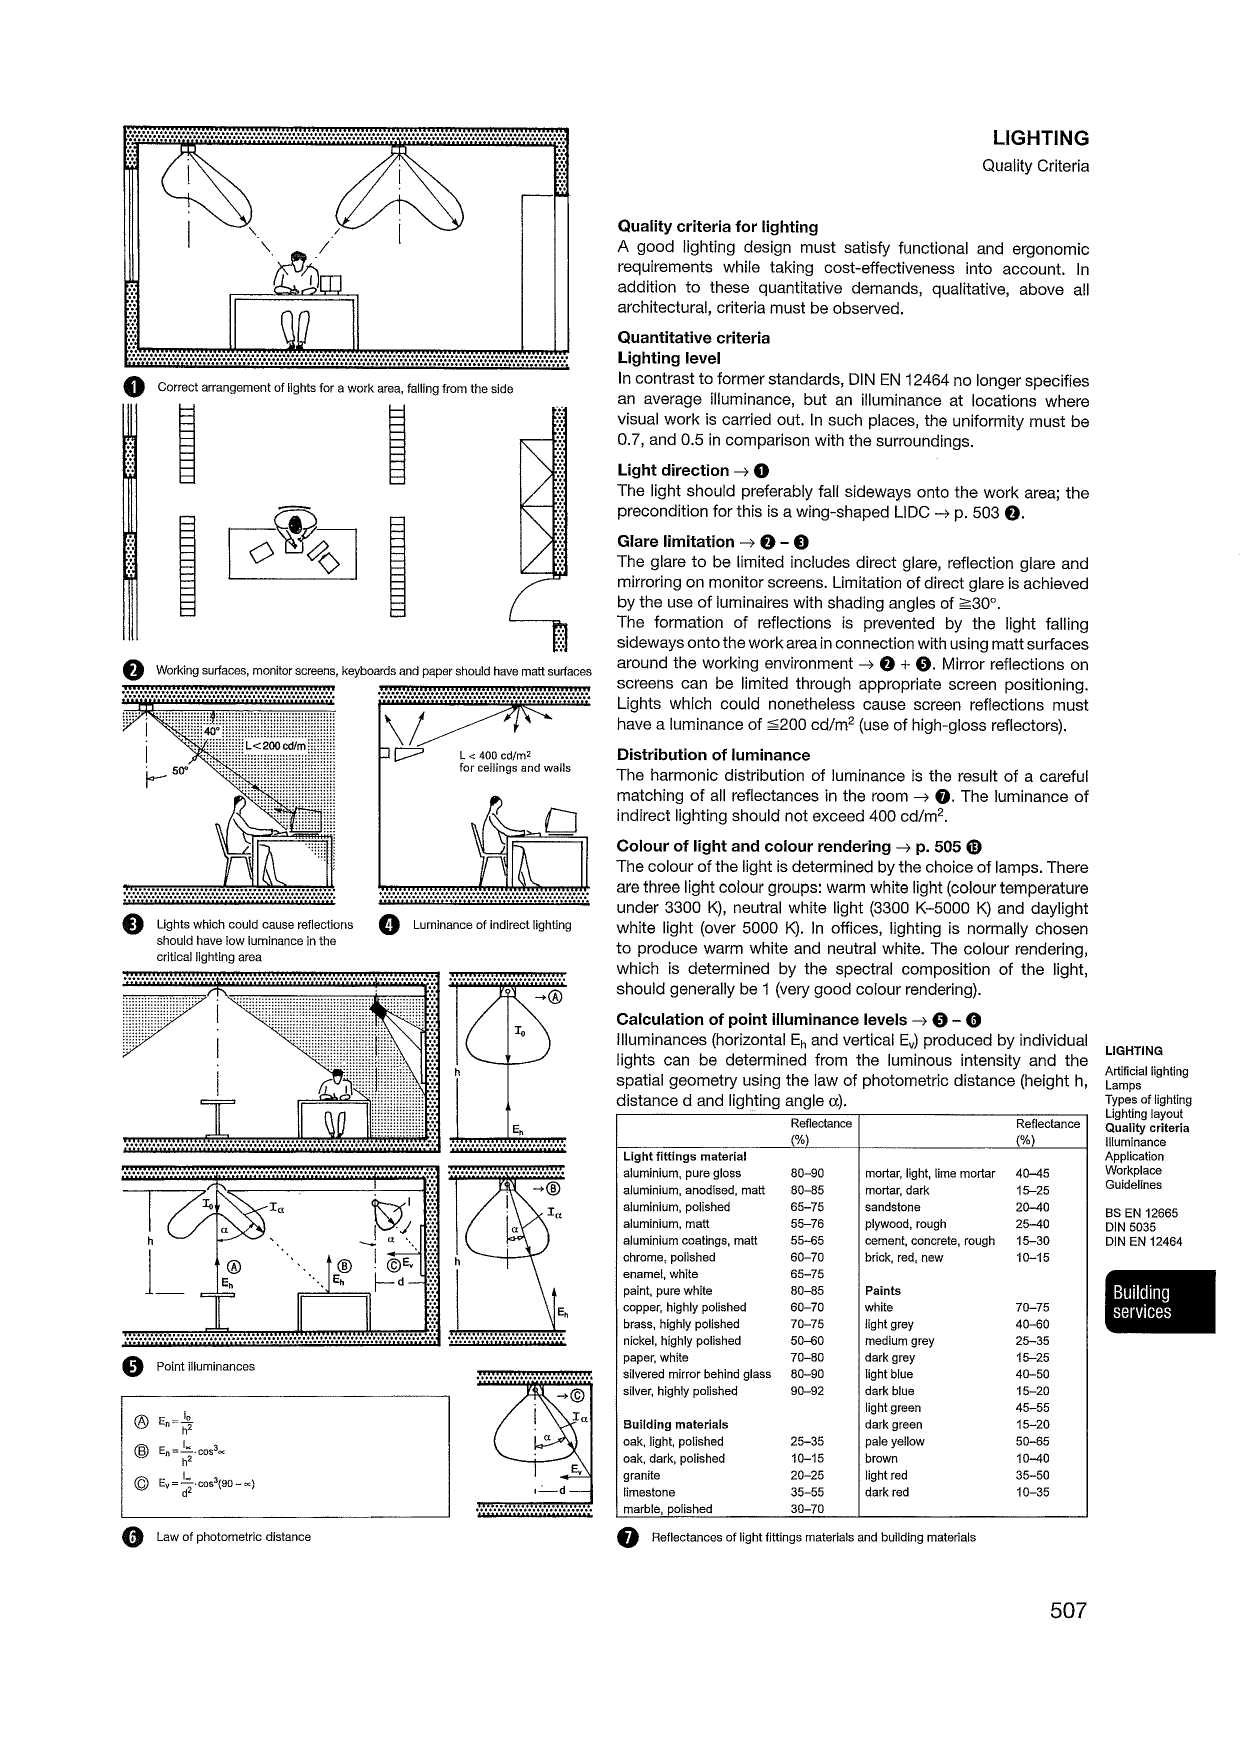 LIGHTING
Quality Criteria
❶ Correct arrangement of lights for a work area, falling from the side
❷ Working surfaces, monitor screens, keyboards and paper should have matt surfaces
40°
L<200 cd/m
50°
L < 400 cd/m²
for ceilings and walls
❸ Lights which could cause reflections
should have low luminance in the
critical lighting area
❹ Luminance of indirect lighting
→Ⓐ
I₀
h
Eₕ
I₀
Iα
α
h
Ⓐ
Eₕ
Ⓑ
Eₕ
I
α
Ⓒ Eᵥ
d
→Ⓑ
Iα
α
h
Eₕ
❺ Point illuminances
Ⓐ Eₙ = I₀/h²
Ⓑ Eₙ = I∝/h² · cos³∝
Ⓒ Eᵥ = I∝/d² · cos³(90 – ∝)
→Ⓒ
Iα
α
Eᵥ
d
❻ Law of photometric distance
Quality criteria for lighting
A good lighting design must satisfy functional and ergonomic
requirements while taking cost-effectiveness into account. In
addition to these quantitative demands, qualitative, above all
architectural, criteria must be observed.
Quantitative criteria
Lighting level
In contrast to former standards, DIN EN 12464 no longer specifies
an average illuminance, but an illuminance at locations where
visual work is carried out. In such places, the uniformity must be
0.7, and 0.5 in comparison with the surroundings.
Light direction → ❶
The light should preferably fall sideways onto the work area; the
precondition for this is a wing-shaped LIDC → p. 503 ❷.
Glare limitation → ❷ – ❸
The glare to be limited includes direct glare, reflection glare and
mirroring on monitor screens. Limitation of direct glare is achieved
by the use of luminaires with shading angles of ≧30°.
The formation of reflections is prevented by the light falling
sideways onto the work area in connection with using matt surfaces
around the working environment → ❷ + ❺. Mirror reflections on
screens can be limited through appropriate screen positioning.
Lights which could nonetheless cause screen reflections must
have a luminance of ≦200 cd/m² (use of high-gloss reflectors).
Distribution of luminance
The harmonic distribution of luminance is the result of a careful
matching of all reflectances in the room → ❼. The luminance of
indirect lighting should not exceed 400 cd/m².
Colour of light and colour rendering → p. 505 ⓭
The colour of the light is determined by the choice of lamps. There
are three light colour groups: warm white light (colour temperature
under 3300 K), neutral white light (3300 K–5000 K) and daylight
white light (over 5000 K). In offices, lighting is normally chosen
to produce warm white and neutral white. The colour rendering,
which is determined by the spectral composition of the light,
should generally be 1 (very good colour rendering).
Calculation of point illuminance levels → ❺ – ❻
Illuminances (horizontal Eₕ and vertical Eᵥ) produced by individual
lights can be determined from the luminous intensity and the
spatial geometry using the law of photometric distance (height h,
distance d and lighting angle α).
Reflectance (%) Reflectance (%)
Light fittings material
aluminium, pure gloss 80–90 mortar, light, lime mortar 40–45
aluminium, anodised, matt 80–85 mortar, dark 15–25
aluminium, polished 65–75 sandstone 20–40
aluminium, matt 55–76 plywood, rough 25–40
aluminium coatings, matt 55–65 cement, concrete, rough 15–30
chrome, polished 60–70 brick, red, new 10–15
enamel, white 65–75
paint, pure white 80–85 Paints
copper, highly polished 60–70 white 70–75
brass, highly polished 70–75 light grey 40–60
nickel, highly polished 50–60 medium grey 25–35
paper, white 70–80 dark grey 15–25
silvered mirror behind glass 80–90 light blue 40–50
silver, highly polished 90–92 dark blue 15–20
light green 45–55
Building materials dark green 15–20
oak, light, polished 25–35 pale yellow 50–65
oak, dark, polished 10–15 brown 10–40
granite 20–25 light red 35–50
limestone 35–55 dark red 10–35
marble, polished 30–70
❼ Reflectances of light fittings materials and building materials
LIGHTING
Artificial lighting
Lamps
Types of lighting
Lighting layout
Quality criteria
Illuminance
Application
Workplace
Guidelines
BS EN 12665
DIN 5035
DIN EN 12464
Building
services
507